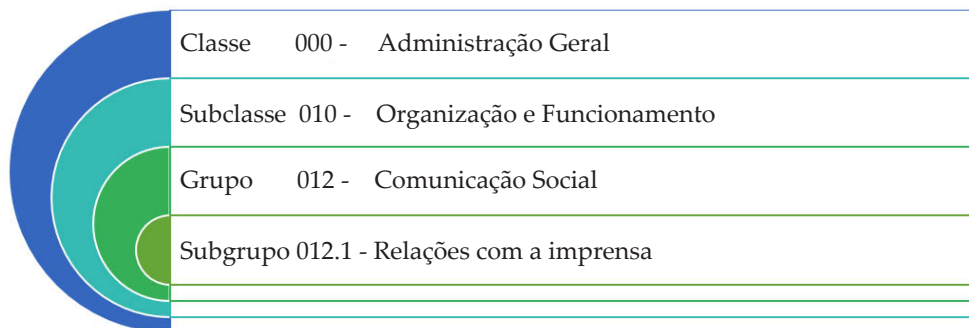 Classe 000 - Administração Geral
Subclasse 010 - Organização e Funcionamento
Grupo 012 - Comunicação Social
Subgrupo 012.1 - Relações com a imprensa